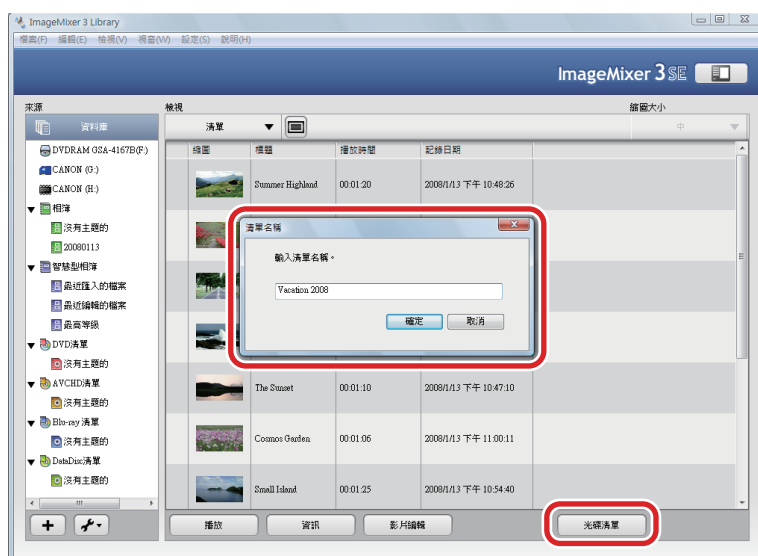 ImageMixer 3 Library
檔案(F) 編輯(E) 檢視(V) 視窗(W) 設定(S) 說明(H)
ImageMixer 3 SE
來源
檢視
縮圖大小
資料庫
清單
中
DVDRAM GSA-4167B(F:)
CANON (G:)
CANON (H:)
相簿
沒有主題的
20080113
智慧型相簿
最近匯入的檔案
最近編輯的檔案
最高等級
DVD清單
沒有主題的
AVCHD清單
沒有主題的
Blu-ray 清單
沒有主題的
DataDisc清單
沒有主題的
縮圖 標題 播放時間 記錄日期
Summer Highland 00:01:20 2008/1/13 下午 10:48:26
清單名稱
輸入清單名稱。
Vacation 2008
確定 取消
The Sunset 00:01:10 2008/1/13 下午 10:47:10
Cosmos Garden 00:01:06 2008/1/13 下午 11:00:11
Small Island 00:01:25 2008/1/13 下午 10:54:40
播放 資訊 影片編輯 光碟清單